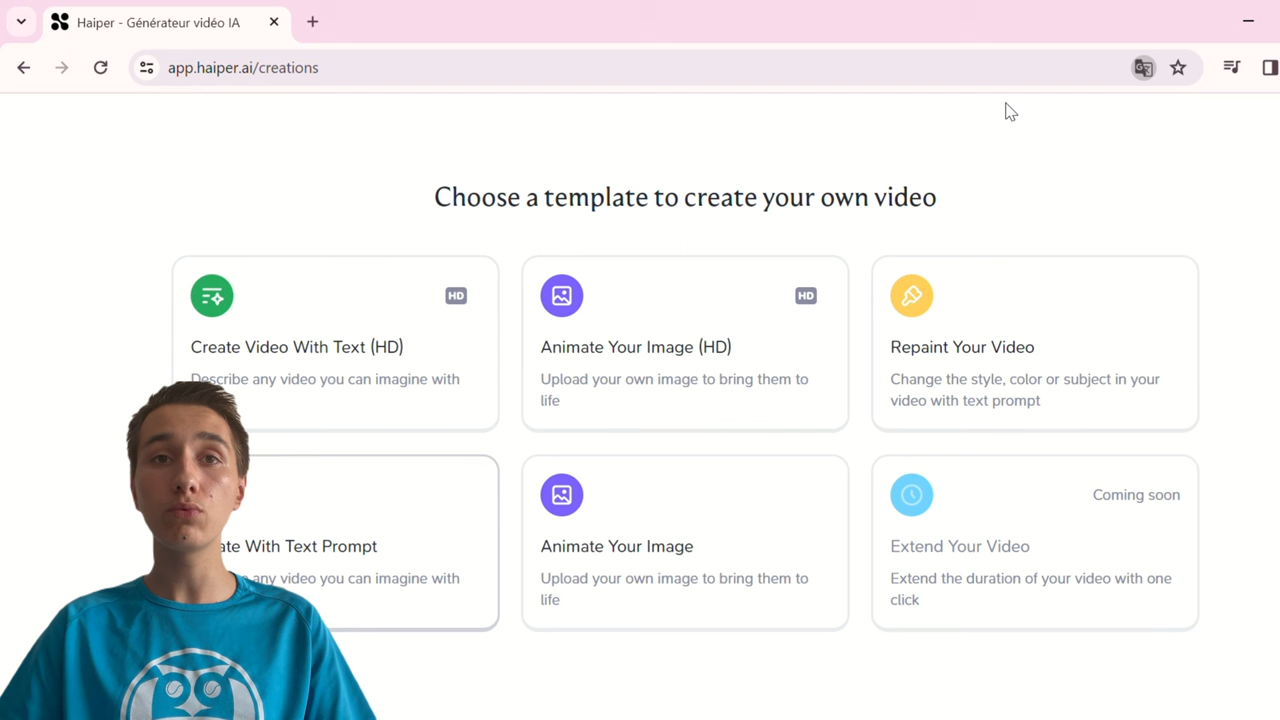 Haiper - Générateur vidéo IA
app.haiper.ai/creations
Choose a template to create your own video
HD
HD
Create Video With Text (HD)
Animate Your Image (HD)
Repaint Your Video
Describe any video you can imagine with
Upload your own image to bring them to
life
Change the style, color or subject in your
video with text prompt
Coming soon
ate With Text Prompt
Animate Your Image
Extend Your Video
any video you can imagine with
Upload your own image to bring them to
life
Extend the duration of your video with one
click